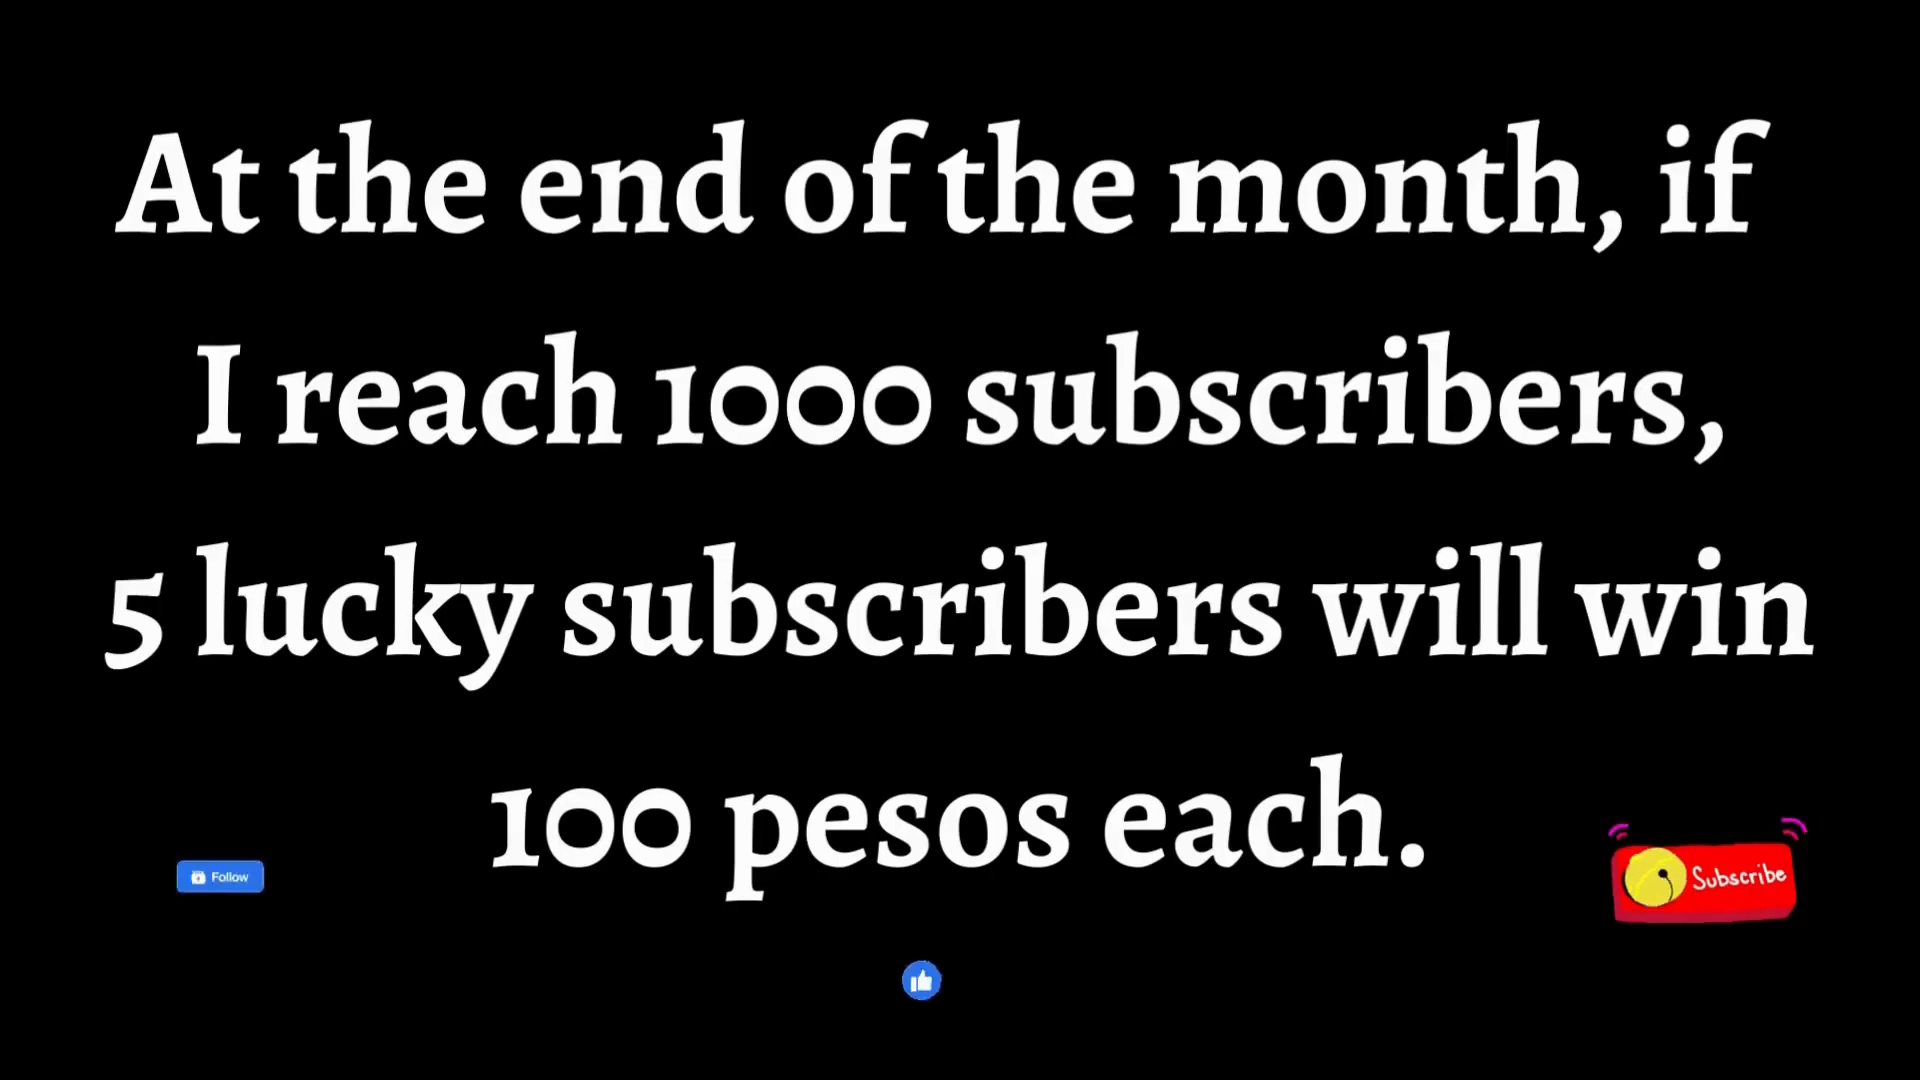 At the end of the month, if
I reach 1000 subscribers,
5 lucky subscribers will win
100 pesos each.
Follow
Subscribe